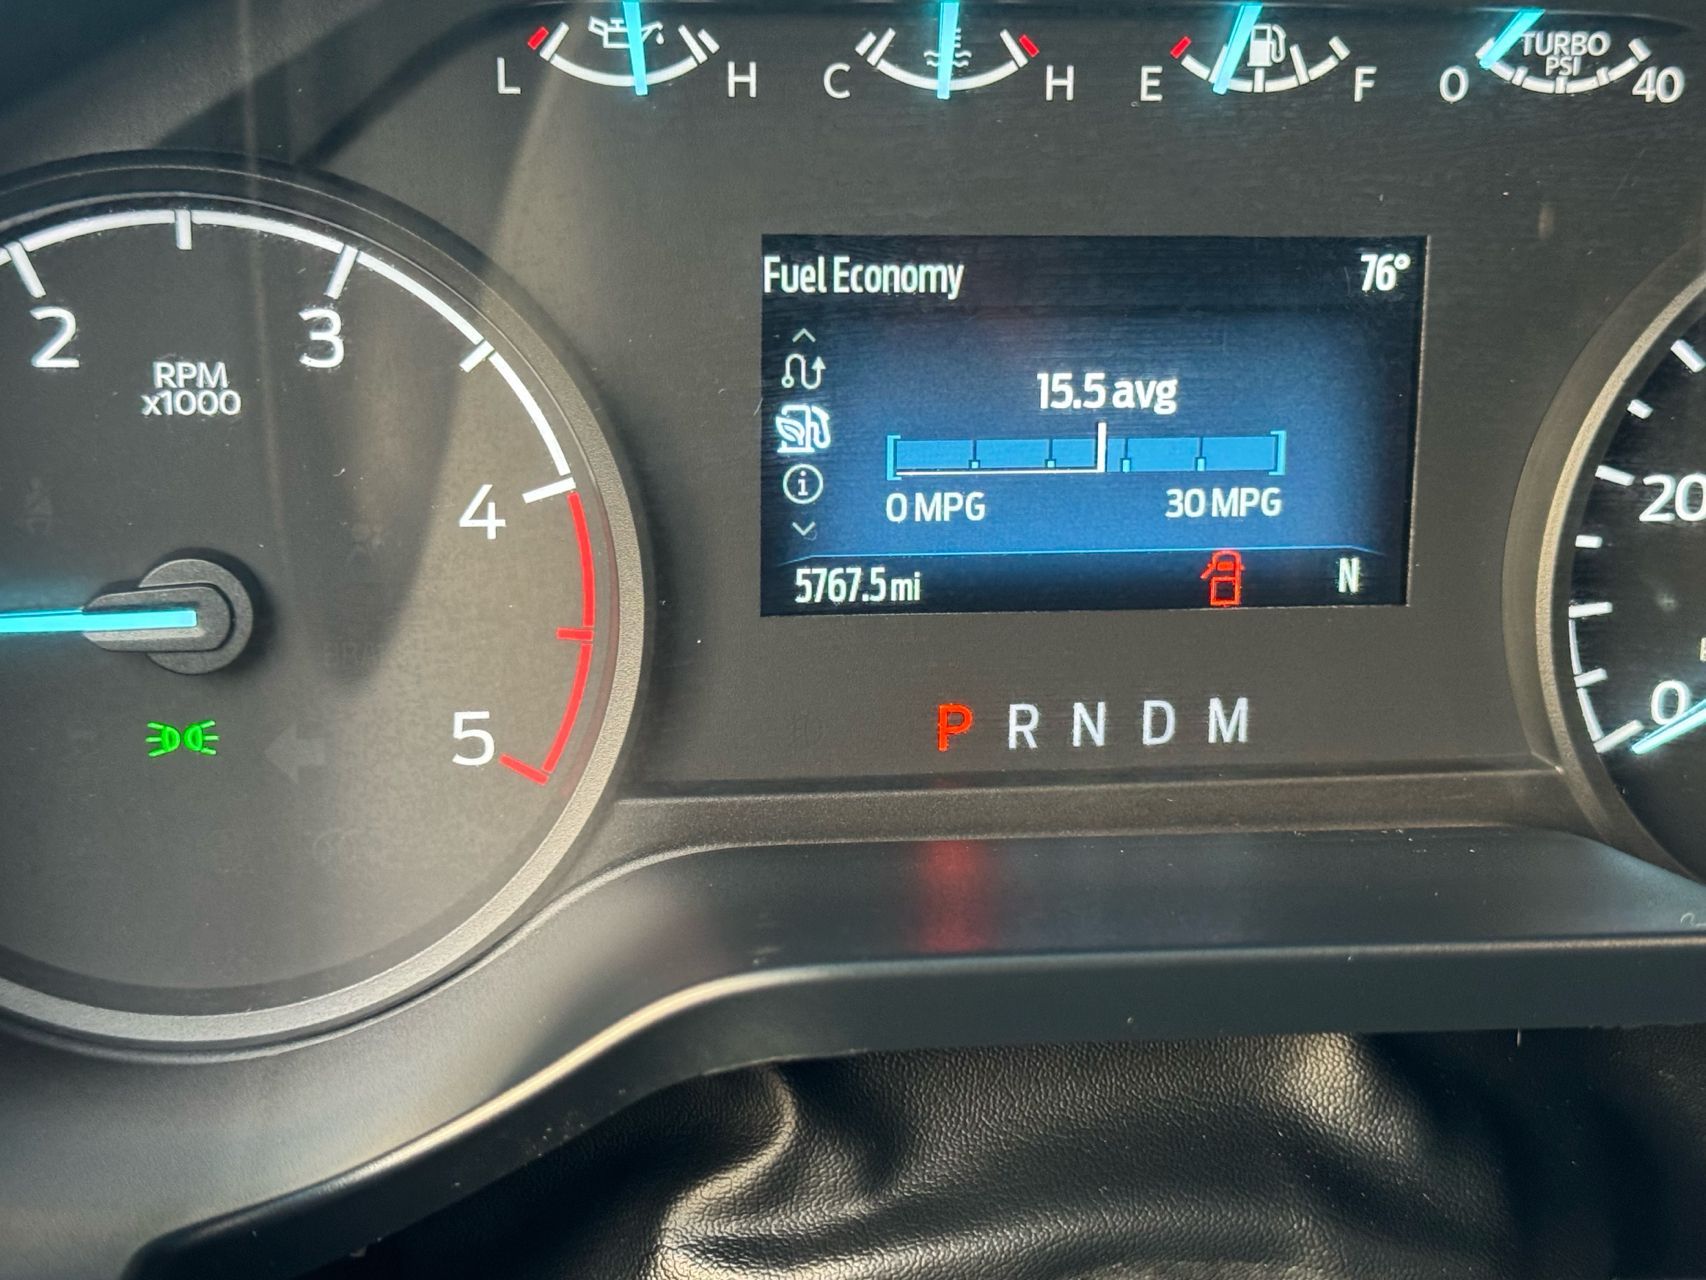 L H
C H
E F
0 TURBO PSI 40
2 3 4 5
RPM
x1000
Fuel Economy 76°
15.5 avg
0 MPG 30 MPG
5767.5 mi N
P R N D M
20
0